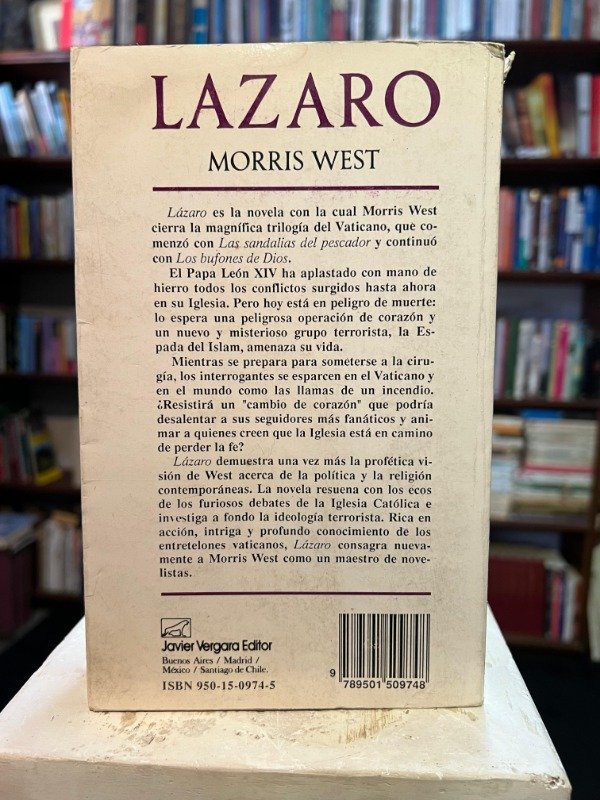 LAZARO
MORRIS WEST
Lázaro es la novela con la cual Morris West
cierra la magnífica trilogía del Vaticano, que co-
menzó con Las sandalias del pescador y continuó
con Los bufones de Dios.
El Papa León XIV ha aplastado con mano de
hierro todos los conflictos surgidos hasta ahora
en su Iglesia. Pero hoy está en peligro de muerte:
lo espera una peligrosa operación de corazón y
un nuevo y misterioso grupo terrorista, la Es-
pada del Islam, amenaza su vida.
Mientras se prepara para someterse a la ciru-
gía, los interrogantes se esparcen en el Vaticano y
en el mundo como las llamas de un incendio.
¿Resistirá un "cambio de corazón" que podría
desalentar a sus seguidores más fanáticos y ani-
mar a quienes creen que la Iglesia está en camino
de perder la fe?
Lázaro demuestra una vez más la profética vi-
sión de West acerca de la política y la religión
contemporáneas. La novela resuena con los ecos
de los furiosos debates de la Iglesia Católica e
investiga a fondo la ideología terrorista. Rica en
acción, intriga y profundo conocimiento de los
entretelones vaticanos, Lázaro consagra nueva-
mente a Morris West como un maestro de nove-
listas.
Javier Vergara Editor
Buenos Aires / Madrid /
México / Santiago de Chile.
ISBN 950-15-0974-5
9 789501 509748